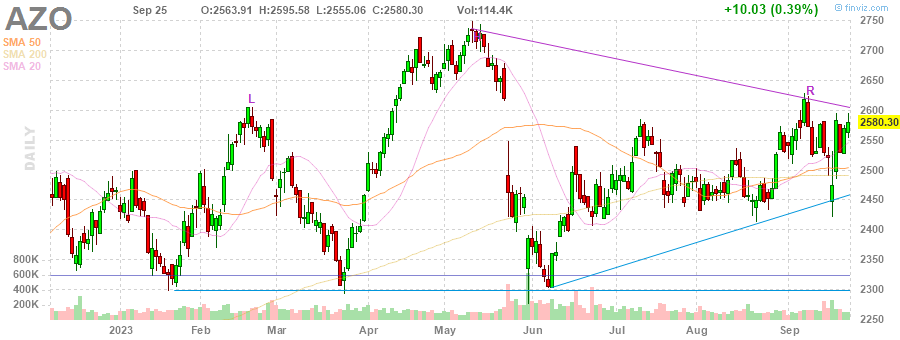 AZO Sep 25 O:2563.91 H:2595.58 L:2555.06 C:2580.30 Vol:114.4K +10.03 (0.39%) © finviz.com
SMA 50
SMA 200
SMA 20
DAILY
L
R
2750
2700
2650
2600
2580.30
2550
2500
2450
2400
2350
2300
2250
800K
600K
400K
200K
2023 Feb Mar Apr May Jun Jul Aug Sep